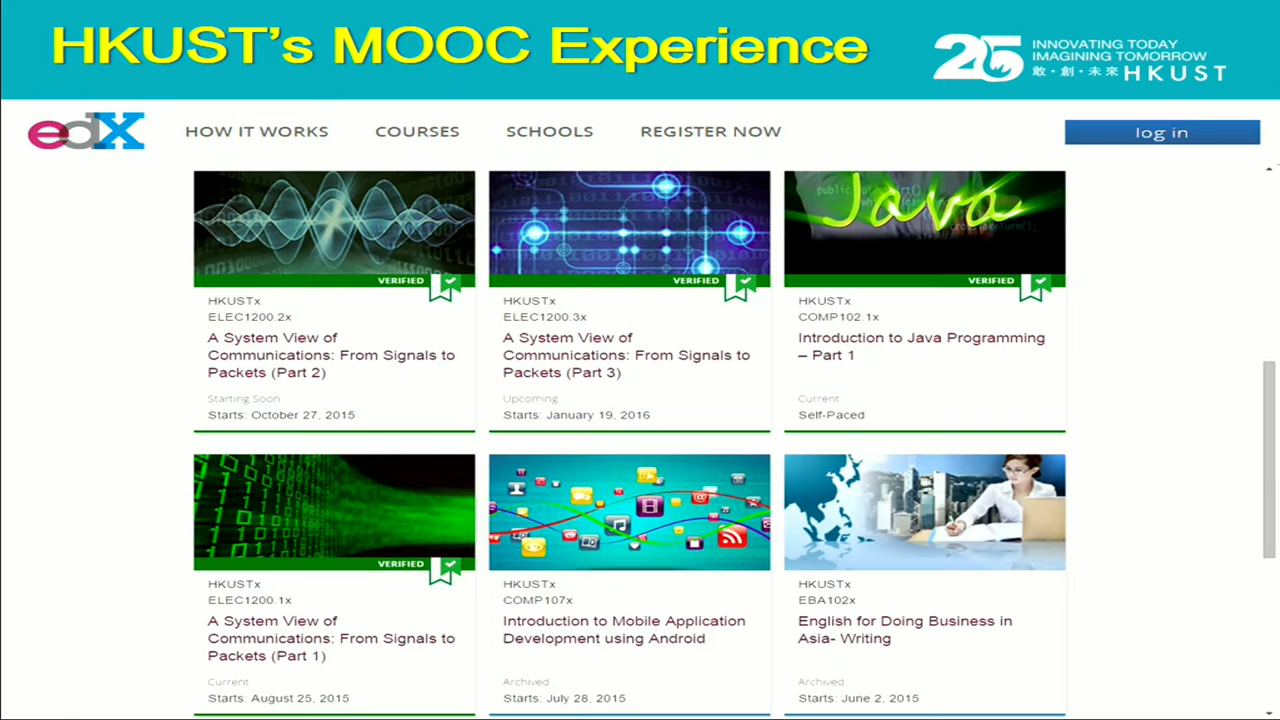 HKUST's MOOC Experience
25
INNOVATING TODAY
IMAGINING TOMORROW
敢・創・未來 HKUST
edX
HOW IT WORKS
COURSES
SCHOOLS
REGISTER NOW
log in
VERIFIED
HKUSTx
ELEC1200.2x
A System View of
Communications: From Signals to
Packets (Part 2)
Starting Soon
Starts: October 27, 2015
VERIFIED
HKUSTx
ELEC1200.3x
A System View of
Communications: From Signals to
Packets (Part 3)
Upcoming
Starts: January 19, 2016
Java
VERIFIED
HKUSTx
COMP102.1x
Introduction to Java Programming
– Part 1
Current
Self-Paced
VERIFIED
HKUSTx
ELEC1200.1x
A System View of
Communications: From Signals to
Packets (Part 1)
Current
Starts: August 25, 2015
HKUSTx
COMP107x
Introduction to Mobile Application
Development using Android
Archived
Starts: July 28, 2015
HKUSTx
EBA102x
English for Doing Business in
Asia- Writing
Archived
Starts: June 2, 2015